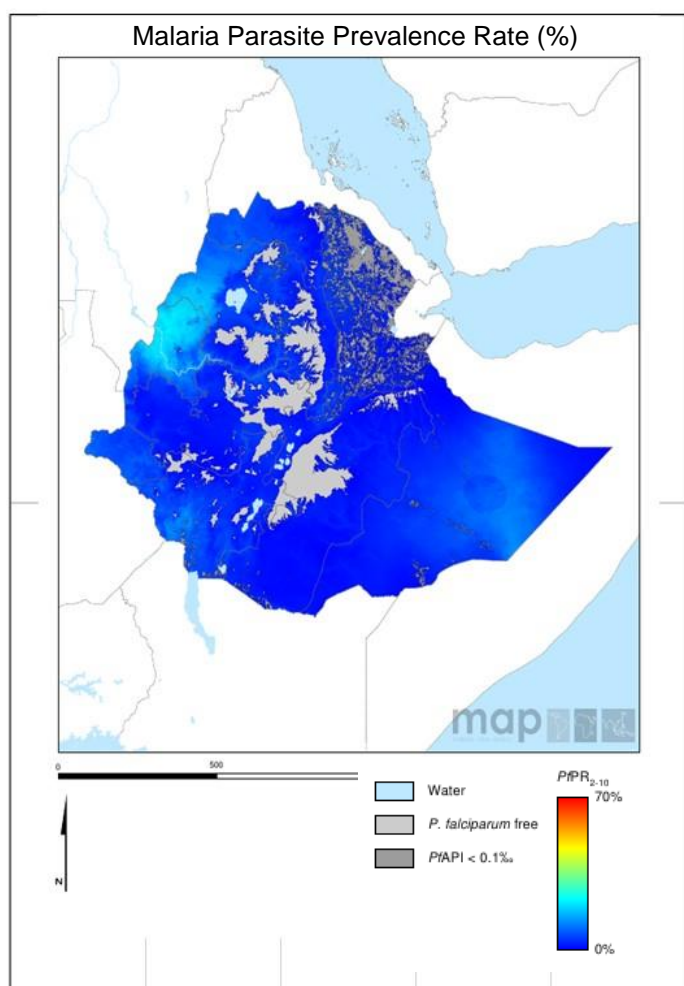 Malaria Parasite Prevalence Rate (%)
map
0 500
Water
P. falciparum free
PfAPI < 0.1‰
N
PfPR2-10
70%
0%